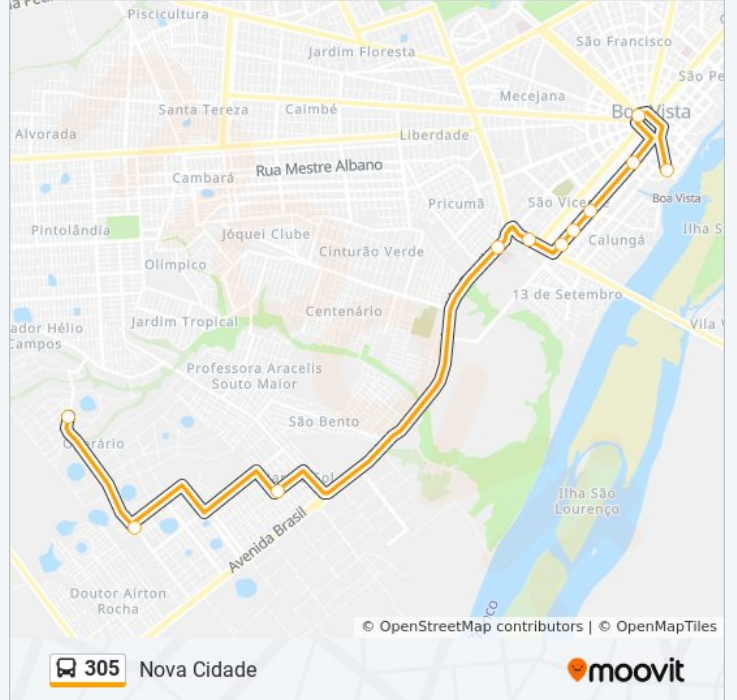 Piscicultura
São Francisco
Jardim Floresta
São Pe
Mecejana
Santa Tereza
Caimbé
Boa Vista
Alvorada
Liberdade
Rua Mestre Albano
Cambará
Boa Vista
Pricumã
São Vicente
Pintolândia
Jóquei Clube
Calungá
Ilha S
Cinturão Verde
Olímpico
13 de Setembro
Centenário
Jardim Tropical
Vila V
ador Hélio
Campos
Professora Aracelis
Souto Maior
São Bento
Operário
Ilha São
Lourenço
Avenida Brasil
Doutor Aírton
Rocha
© OpenStreetMap contributors | © OpenMapTiles
305 Nova Cidade
moovit